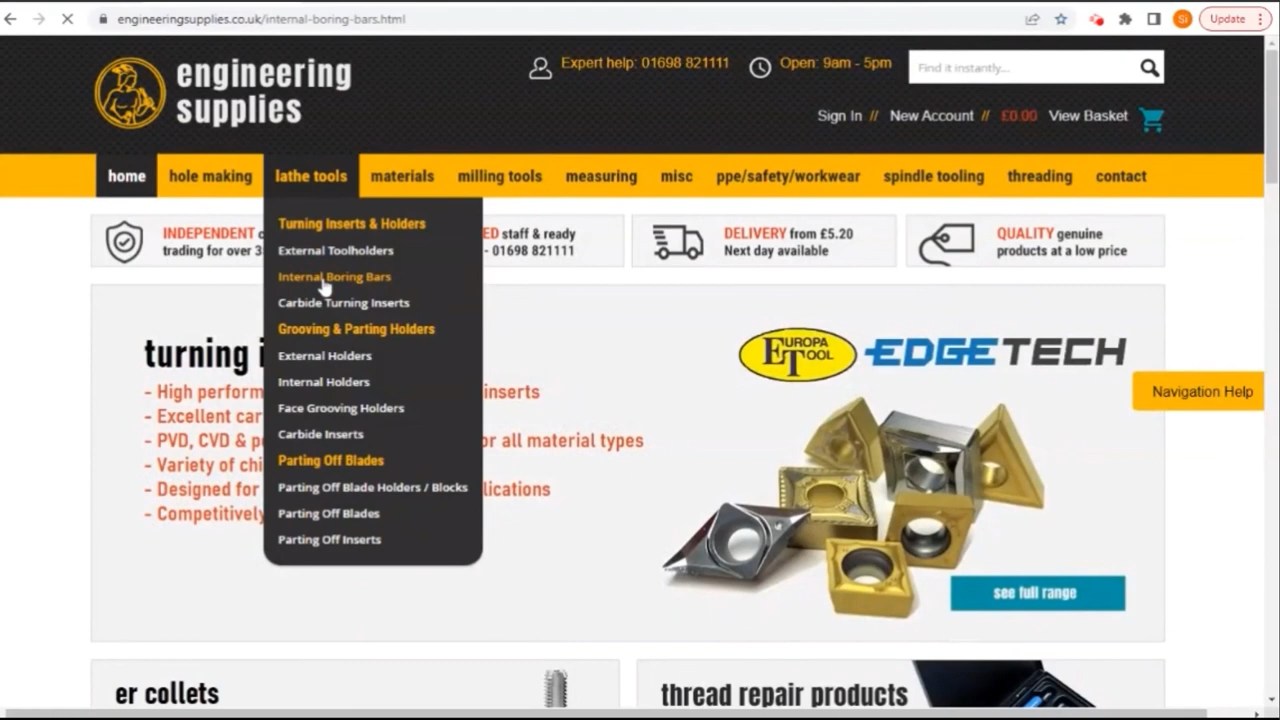 engineeringsupplies.co.uk/internal-boring-bars.html
Si
Update
engineering
supplies
Expert help: 01698 821111
Open: 9am - 5pm
Find it instantly...
Sign In // New Account // £0.00 View Basket
home
hole making
lathe tools
materials
milling tools
measuring
misc
ppe/safety/workwear
spindle tooling
threading
contact
Turning Inserts & Holders
External Toolholders
Internal Boring Bars
Carbide Turning Inserts
Grooving & Parting Holders
External Holders
Internal Holders
Face Grooving Holders
Carbide Inserts
Parting Off Blades
Parting Off Blade Holders / Blocks
Parting Off Blades
Parting Off Inserts
INDEPENDENT
trading for over 3
staff & ready
- 01698 821111
DELIVERY from £5.20
Next day available
QUALITY genuine
products at a low price
turning
- High perform inserts
- Excellent car
- PVD, CVD & p or all material types
- Variety of chi
- Designed for lications
- Competitively
EUROPA
TOOL
EDGETECH
see full range
Navigation Help
er collets
thread repair products